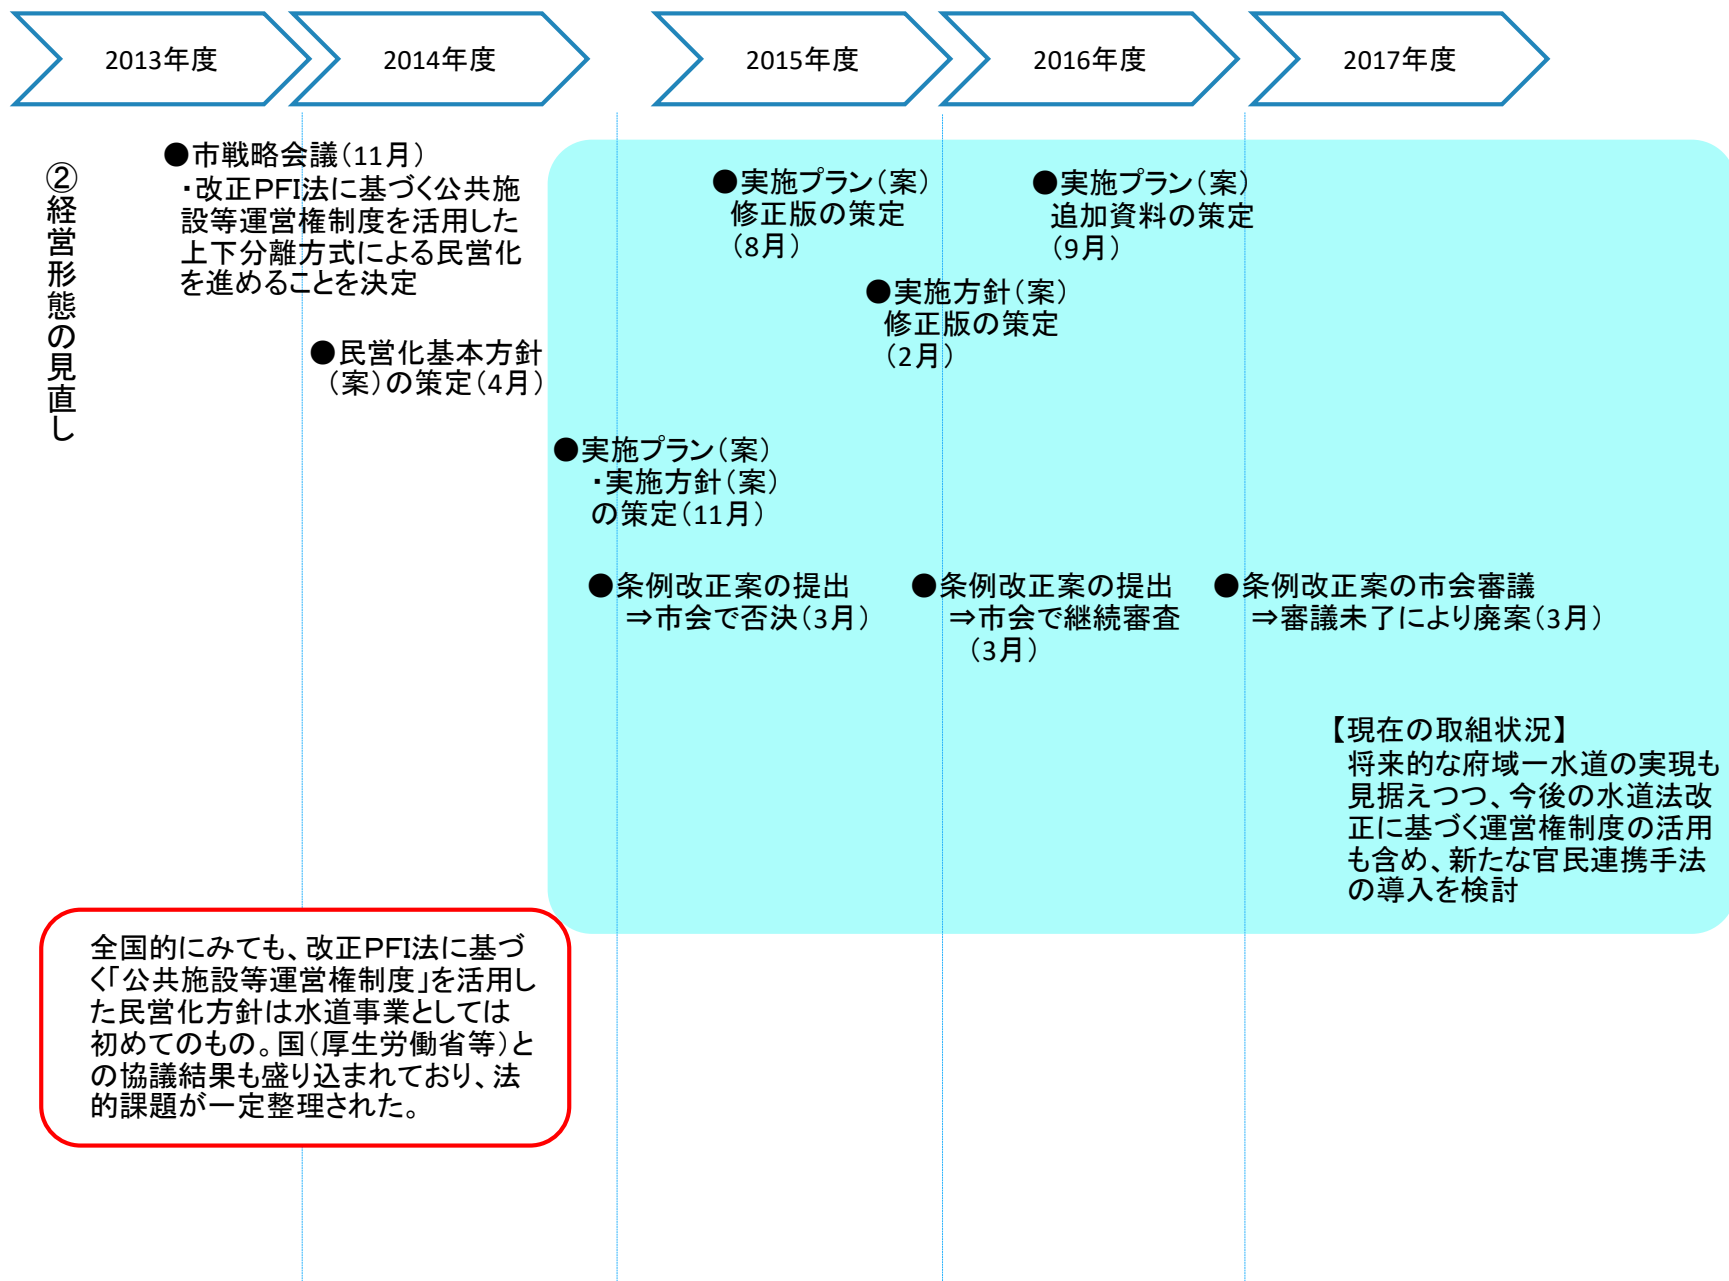 2013年度
2014年度
2015年度
2016年度
2017年度
②経営形態の見直し
●市戦略会議（11月）
・改正PFI法に基づく公共施
設等運営権制度を活用した
上下分離方式による民営化
を進めることを決定
●民営化基本方針
（案）の策定（4月）
●実施プラン（案）
・実施方針（案）
の策定（11月）
●条例改正案の提出
⇒市会で否決（3月）
●実施プラン（案）
修正版の策定
（8月）
●実施方針（案）
修正版の策定
（2月）
●条例改正案の提出
⇒市会で継続審査
（3月）
●実施プラン（案）
追加資料の策定
（9月）
●条例改正案の市会審議
⇒審議未了により廃案（3月）
【現在の取組状況】
将来的な府域一水道の実現も
見据えつつ、今後の水道法改
正に基づく運営権制度の活用
も含め、新たな官民連携手法
の導入を検討
全国的にみても、改正PFI法に基づ
く「公共施設等運営権制度」を活用し
た民営化方針は水道事業としては
初めてのもの。国（厚生労働省等）と
の協議結果も盛り込まれており、法
的課題が一定整理された。